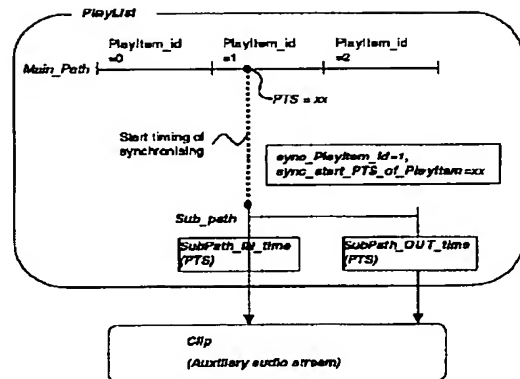 PlayList
PlayItem_id
=0
PlayItem_id
=1
PlayItem_id
=2
Main_Path
PTS = xx
Start timing of
synchronising
sync_PlayItem_id=1,
sync_start_PTS_of_PlayItem=xx
Sub_path
SubPath_IN_time
(PTS)
SubPath_OUT_time
(PTS)
Clip
(Auxiliary audio stream)